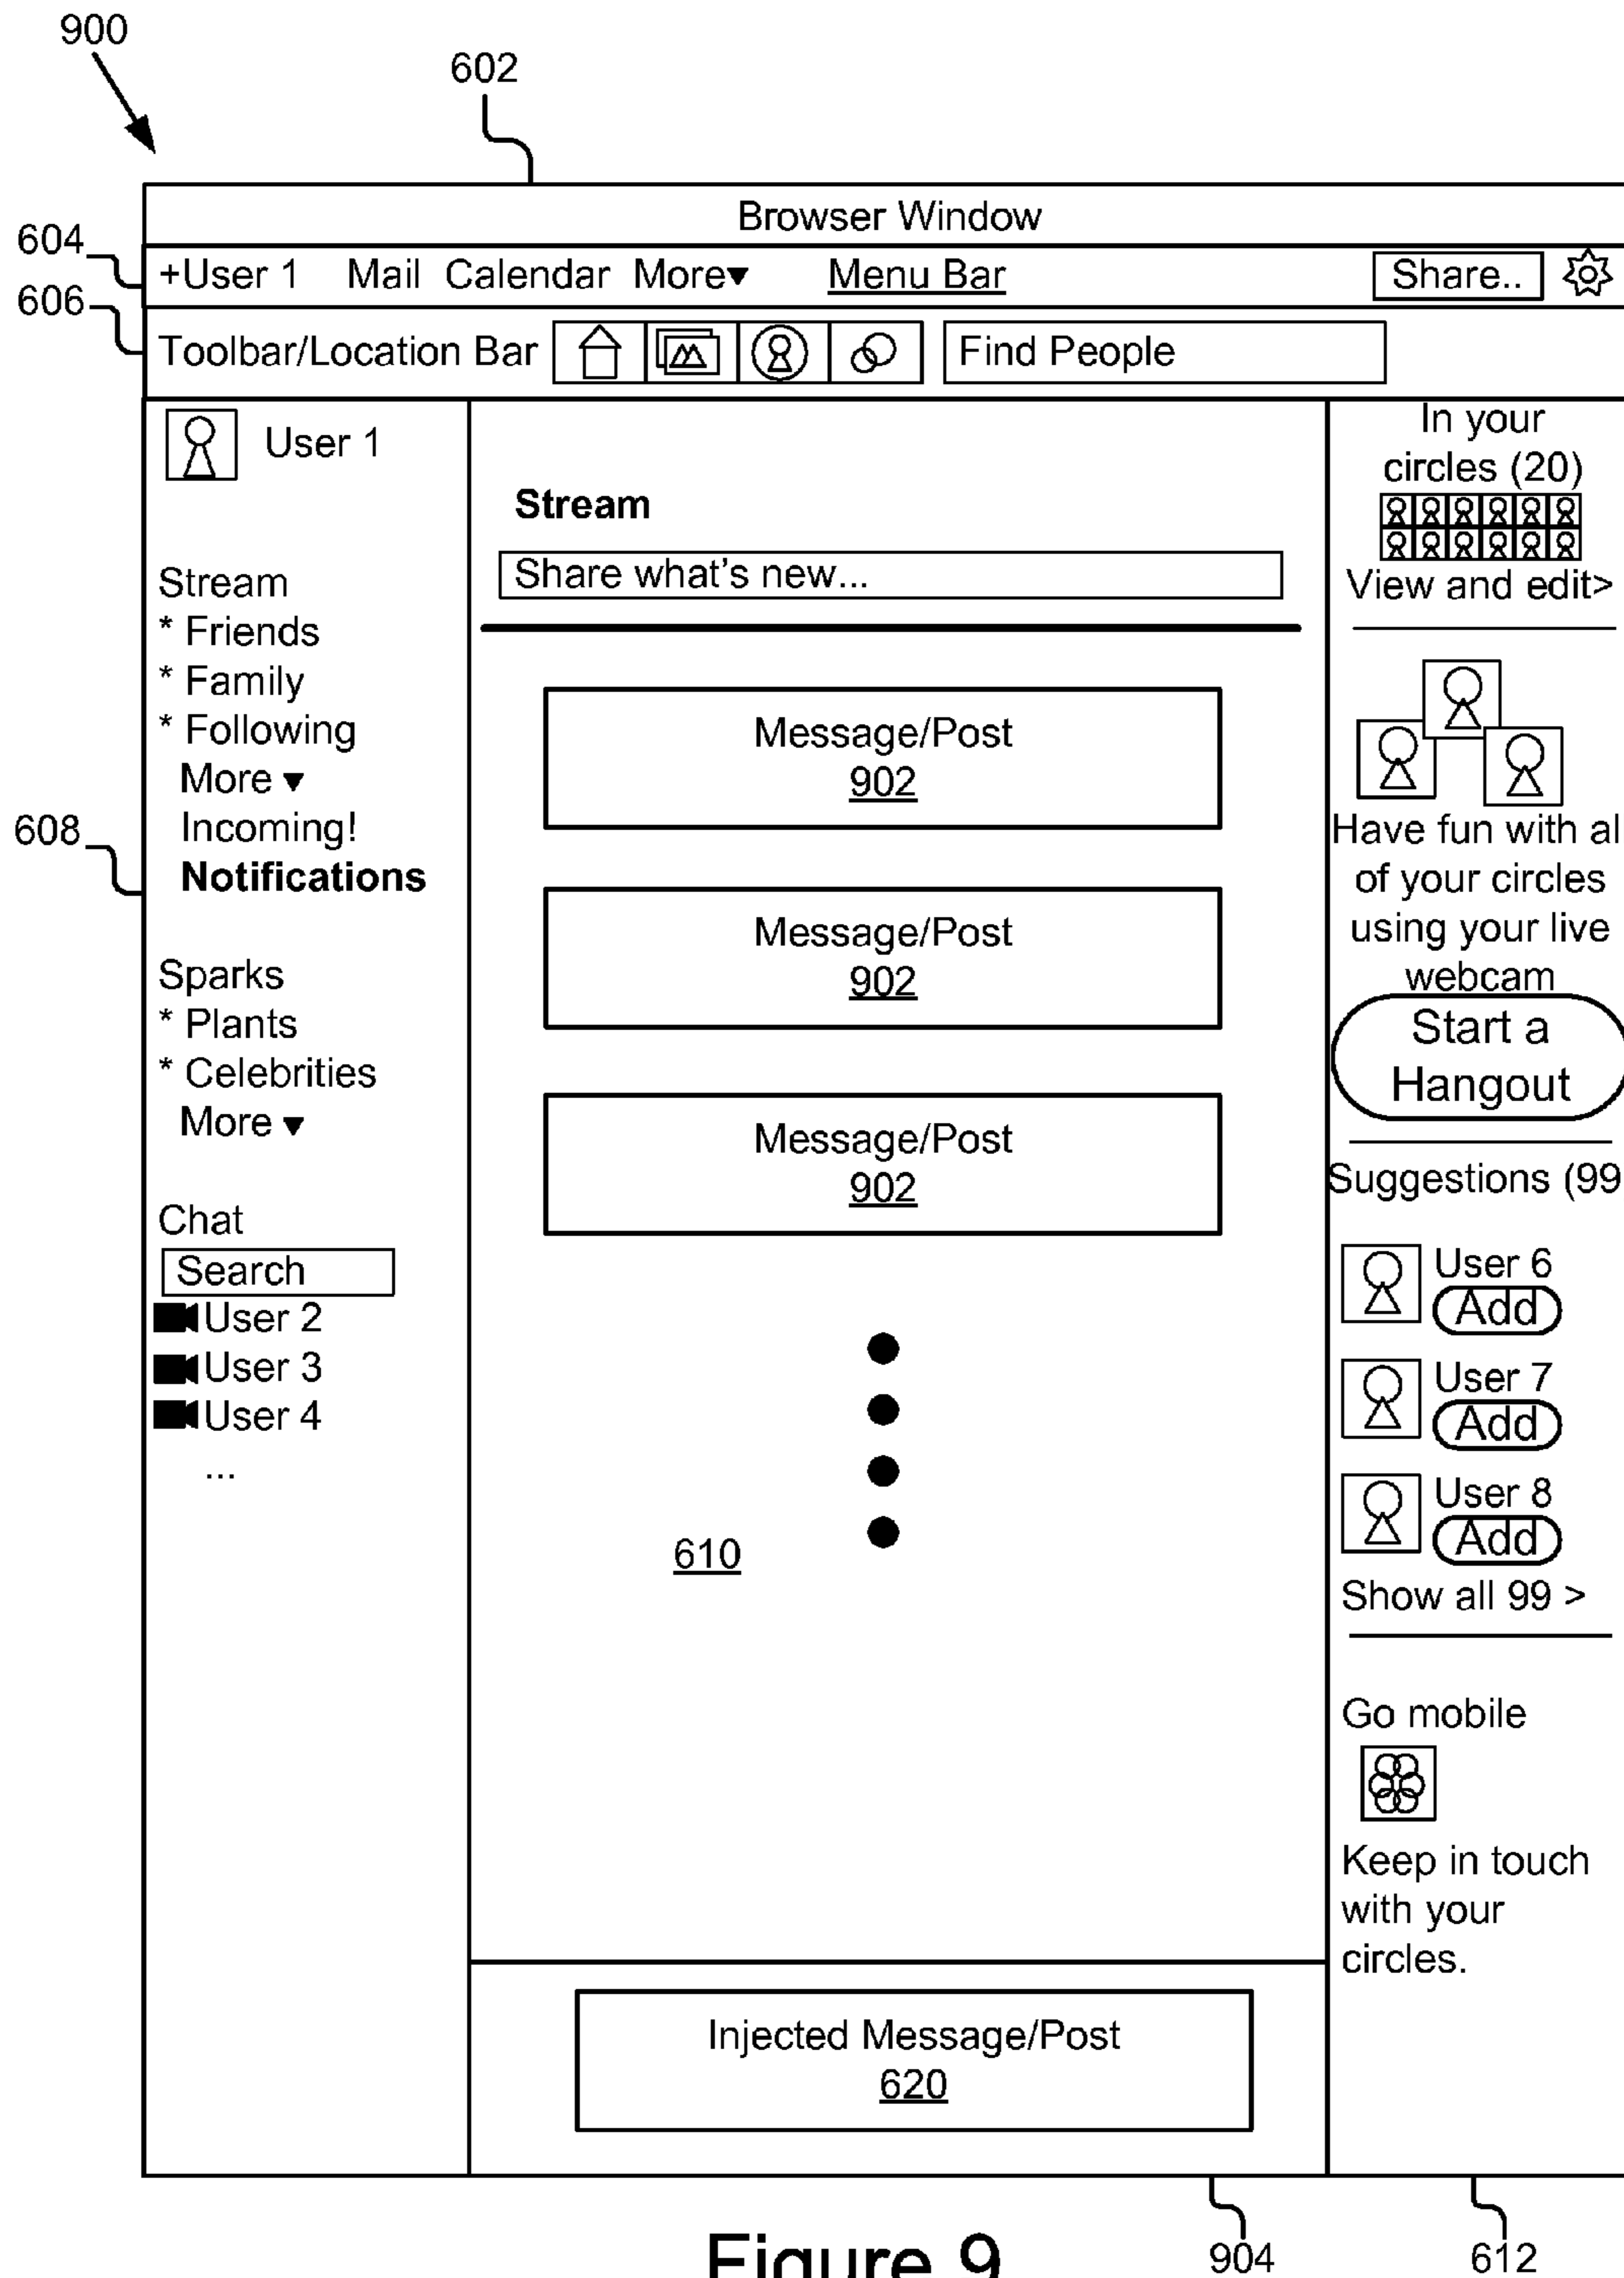 900
602
Browser Window
604
+User 1 Mail Calendar More▾ Menu Bar Share..
606
Toolbar/Location Bar Find People
User 1
Stream
* Friends
* Family
* Following
More ▾
Incoming!
Notifications
608
Sparks
* Plants
* Celebrities
More ▾
Chat
Search
User 2
User 3
User 4
...
Stream
Share what's new...
Message/Post
902
Message/Post
902
Message/Post
902
610
Injected Message/Post
620
In your
circles (20)
View and edit>
Have fun with al
of your circles
using your live
webcam
Start a
Hangout
Suggestions (99
User 6
Add
User 7
Add
User 8
Add
Show all 99 >
Go mobile
Keep in touch
with your
circles.
904
612
Figure 9